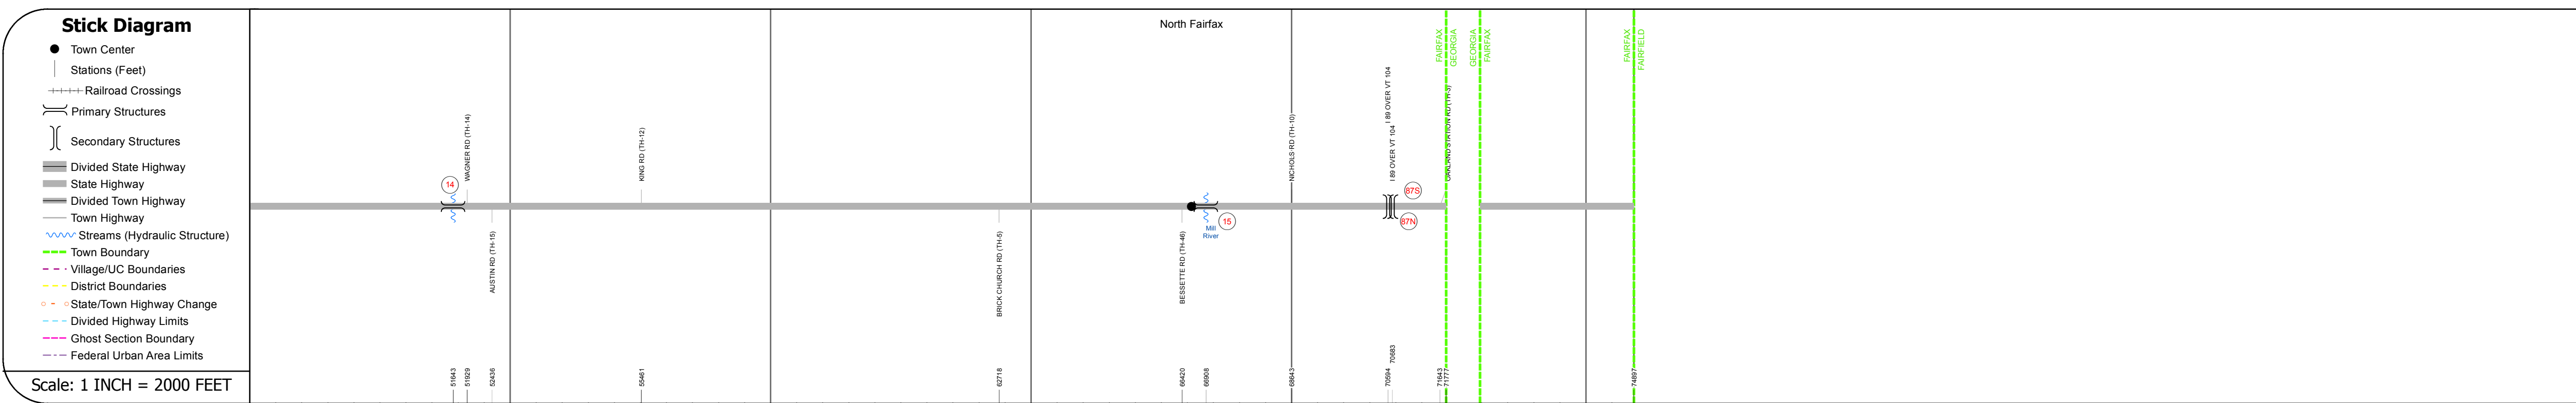 Stick Diagram
Town Center
Stations (Feet)
Railroad Crossings
Primary Structures
Secondary Structures
Divided State Highway
State Highway
Divided Town Highway
Town Highway
Streams (Hydraulic Structure)
Town Boundary
Village/UC Boundaries
District Boundaries
State/Town Highway Change
Divided Highway Limits
Ghost Section Boundary
Federal Urban Area Limits
Scale: 1 INCH = 2000 FEET
North Fairfax
14
WAGNER RD (TH-14)
AUSTIN RD (TH-15)
KING RD (TH-12)
BRICK CHURCH RD (TH-5)
BESSETTE RD (TH-46)
15
Mill
River
NICHOLS RD (TH-10)
I 89 OVER VT 104
I 89 OVER VT 104
87S
87N
OAKLAND STATION RD (TH-3)
FAIRFAX
GEORGIA
GEORGIA
FAIRFAX
FAIRFAX
FAIRFIELD
51643
51929
52436
55461
62718
66420
66908
68643
70594
70683
71643
71777
74897